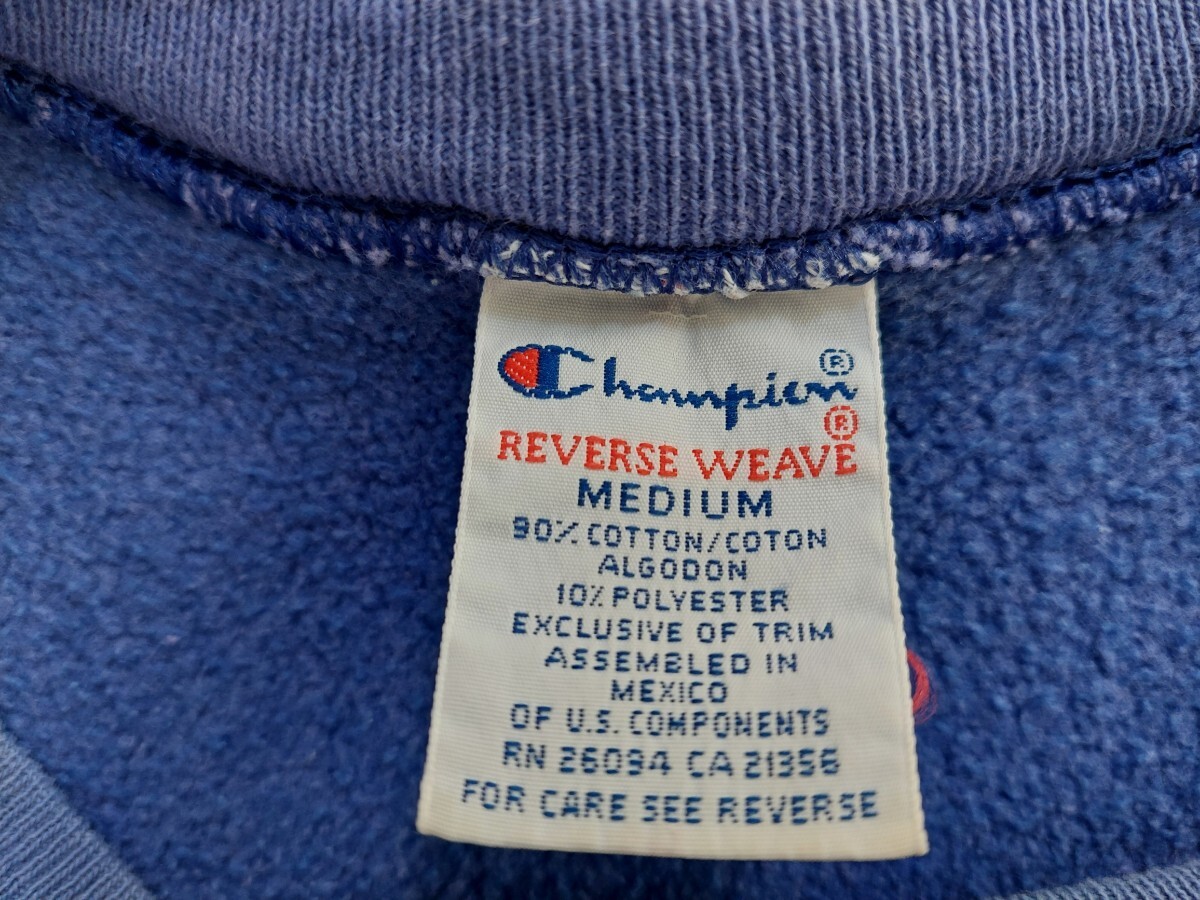 Champion®
REVERSE WEAVE®
MEDIUM
90% COTTON/COTON
ALGODON
10% POLYESTER
EXCLUSIVE OF TRIM
ASSEMBLED IN
MEXICO
OF U.S. COMPONENTS
RN 26094 CA 21356
FOR CARE SEE REVERSE